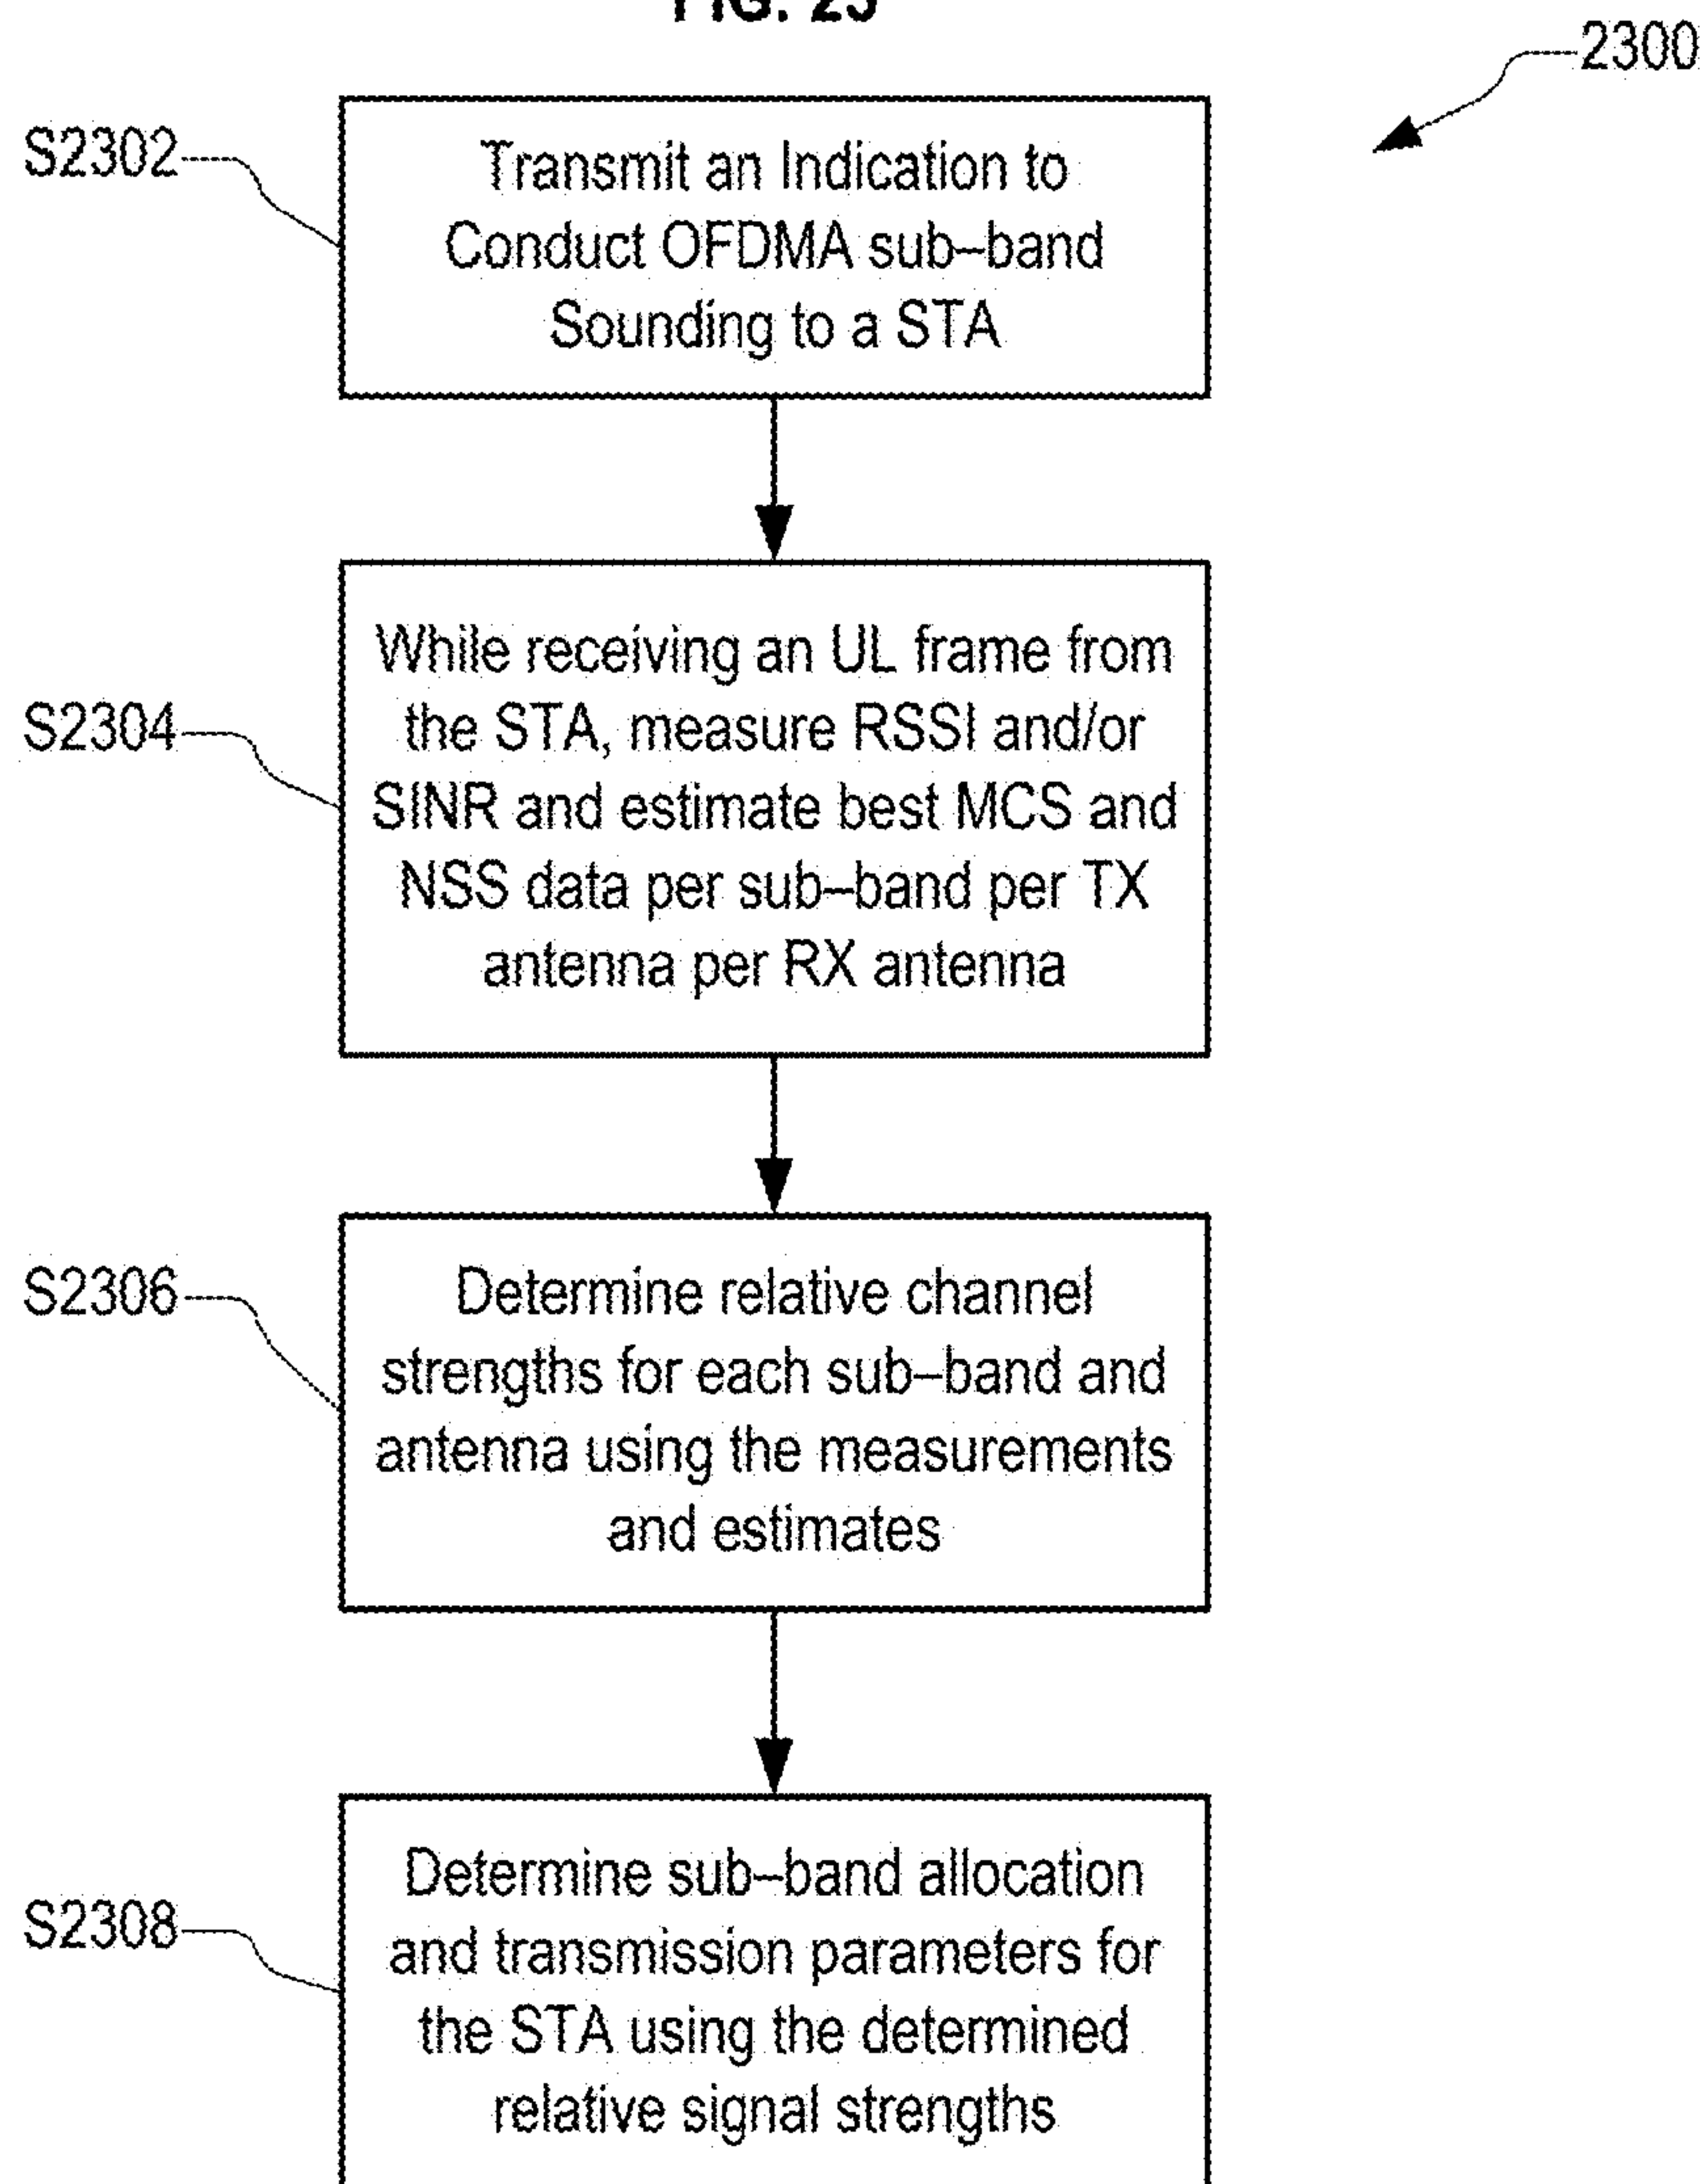 FIG. 23
2300
S2302
Transmit an Indication to
Conduct OFDMA sub-band
Sounding to a STA
S2304
While receiving an UL frame from
the STA, measure RSSI and/or
SINR and estimate best MCS and
NSS data per sub-band per TX
antenna per RX antenna
S2306
Determine relative channel
strengths for each sub-band and
antenna using the measurements
and estimates
S2308
Determine sub-band allocation
and transmission parameters for
the STA using the determined
relative signal strengths